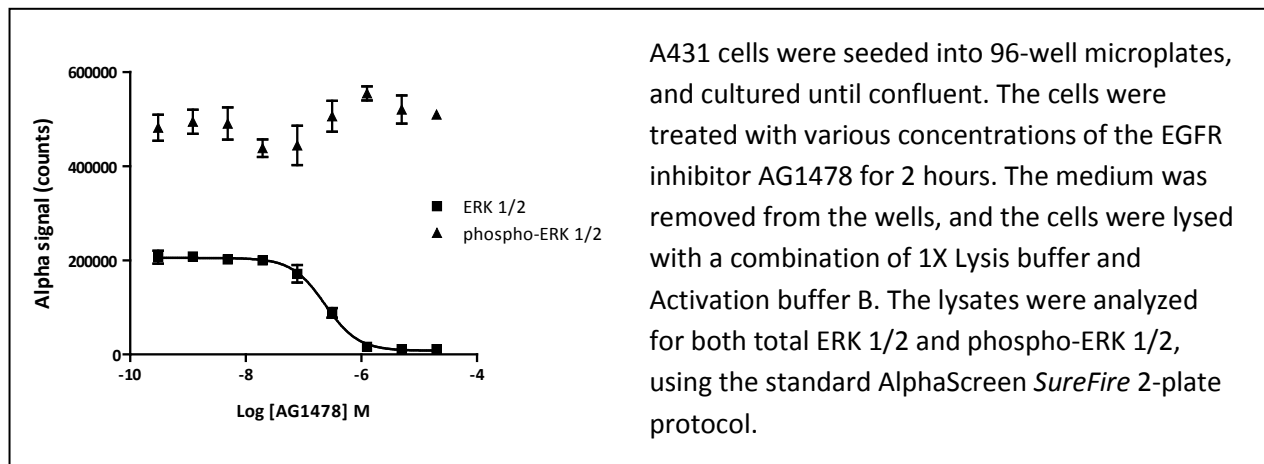 600000
400000
200000
0
-10
-8
-6
-4
Alpha signal (counts)
Log [AG1478] M
ERK 1/2
phospho-ERK 1/2
A431 cells were seeded into 96-well microplates,
and cultured until confluent. The cells were
treated with various concentrations of the EGFR
inhibitor AG1478 for 2 hours. The medium was
removed from the wells, and the cells were lysed
with a combination of 1X Lysis buffer and
Activation buffer B. The lysates were analyzed
for both total ERK 1/2 and phospho-ERK 1/2,
using the standard AlphaScreen SureFire 2-plate
protocol.